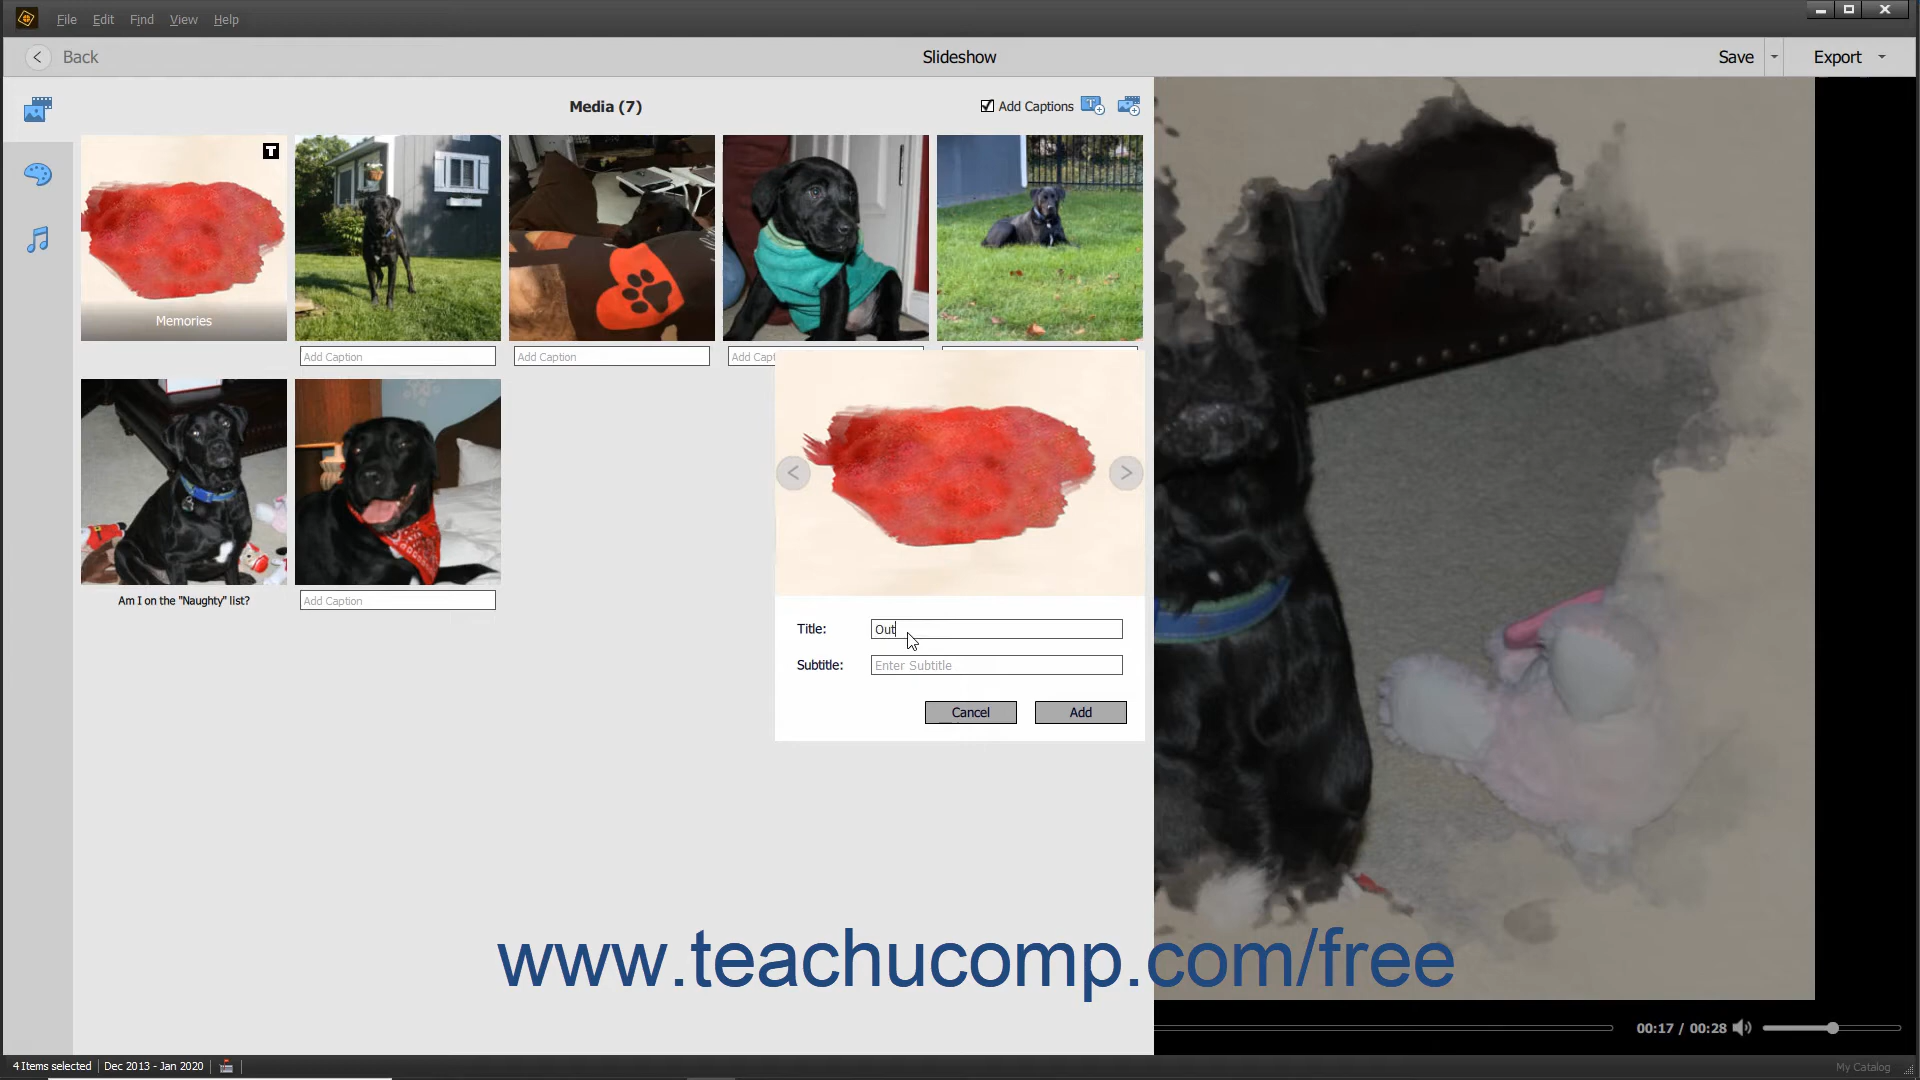 File Edit Find View Help
Back
Slideshow
Save
Export
Media (7)
Add Captions
T
T
Memories
Add Caption
Add Caption
Add Capt
Am I on the "Naughty" list?
Add Caption
Title:
Out
Subtitle:
Enter Subtitle
Cancel
Add
www.teachucomp.com/free
00:17 / 00:28
4 Items selected
Dec 2013 - Jan 2020
My Catalog